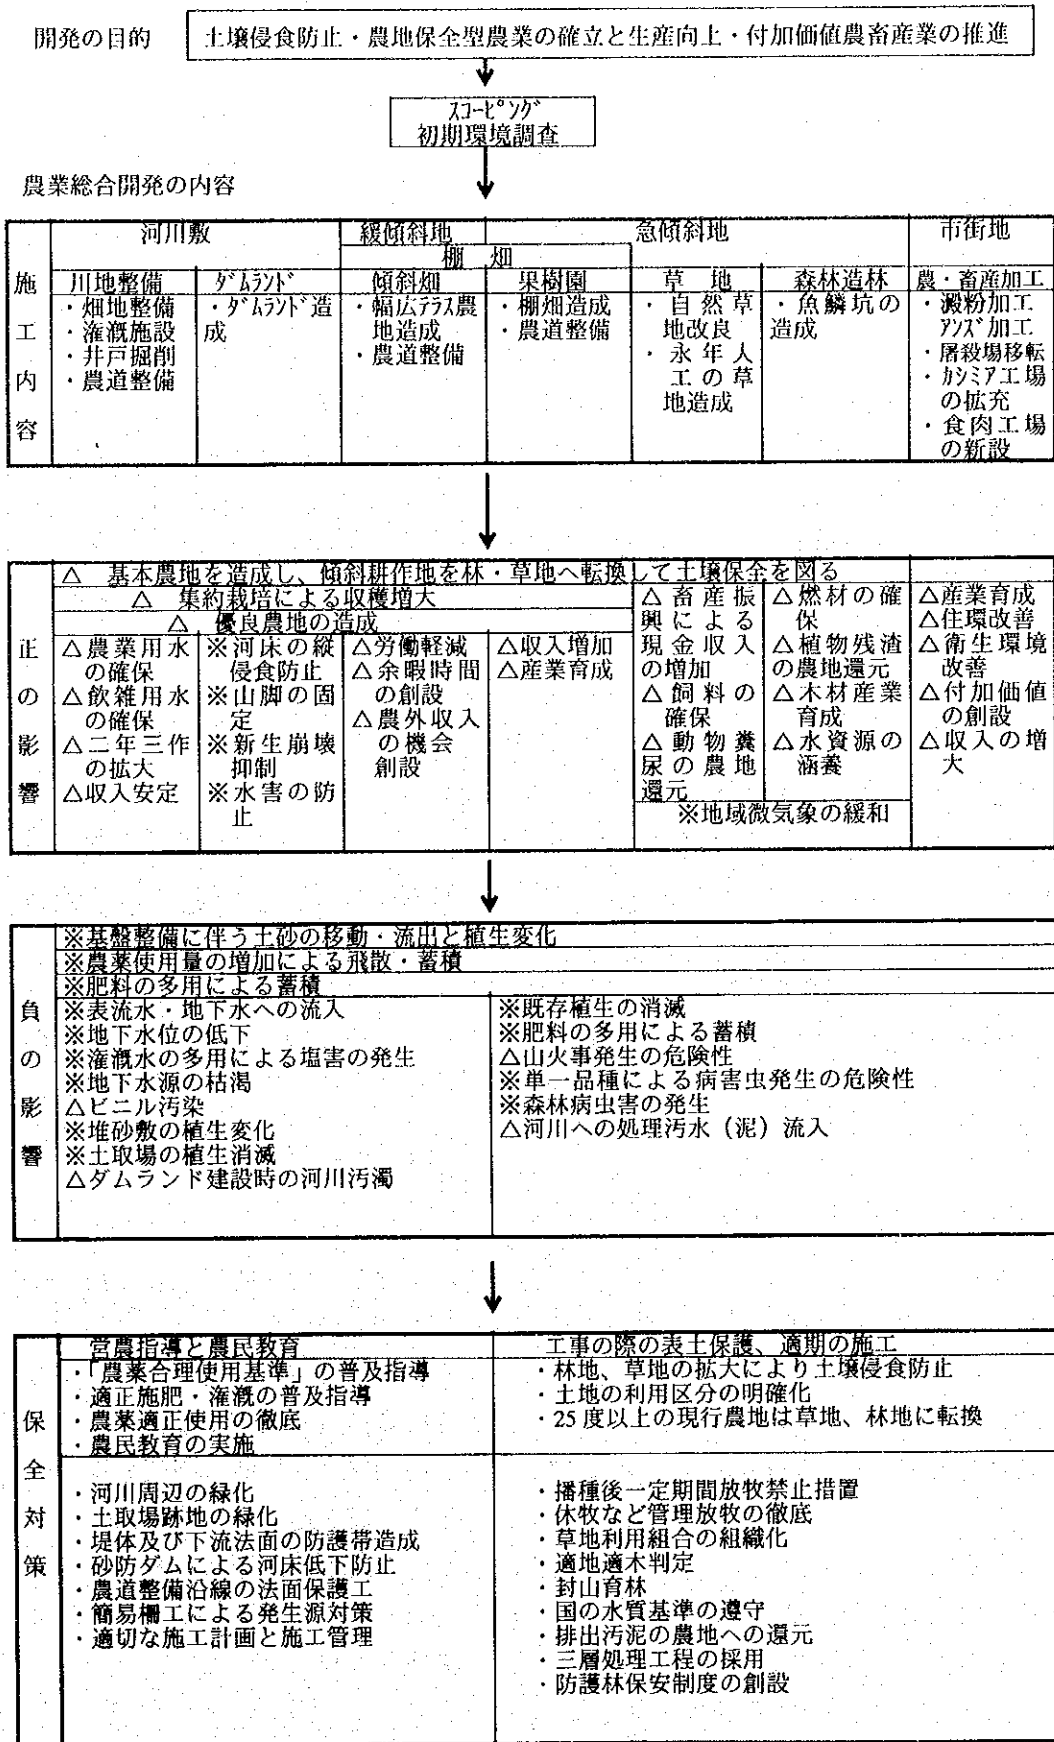 開発の目的
土壌侵食防止・農地保全型農業の確立と生産向上・付加価値農畜産業の推進
スコーピング
初期環境調査
農業総合開発の内容
施工内容
河川敷
緩傾斜地
急傾斜地
市街地
棚 畑
川地整備
ダムランド
傾斜畑
果樹園
草 地
森林造林
農・畜産加工
・畑地整備
・灌漑施設
・井戸掘削
・農道整備
・ダムランド造
成
・幅広テラス農
地造成
・農道整備
・棚畑造成
・農道整備
・自然草
地改良
・永年人
工の草
地造成
・魚鱗坑の
造成
・澱粉加工
アンズ加工
・屠殺場移転
・カシミア工場
の拡充
・食肉工場
の新設
正の影響
△ 基本農地を造成し、傾斜耕作地を林・草地へ転換して土壌保全を図る
△ 集約栽培による収穫増大
△ 優良農地の造成
△農業用水
の確保
△飲雑用水
の確保
△二年三作
の拡大
△収入安定
※河床の縦
侵食防止
※山脚の固
定
※新生崩壊
抑制
※水害の防
止
△労働軽減
△余暇時間
の創設
△農外収入
の機会
創設
△収入増加
△産業育成
△畜産振
興による
現金収入
の増加
△飼料の
確保
△動物糞
尿の農地
還元
△燃材の確
保
△植物残渣
の農地還元
△木材産業
育成
△水資源の
涵養
※地域微気象の緩和
△産業育成
△住環改善
△衛生環境
改善
△付加価値
の創設
△収入の増
大
負の影響
※基盤整備に伴う土砂の移動・流出と植生変化
※農薬使用量の増加による飛散・蓄積
※肥料の多用による蓄積
※表流水・地下水への流入
※地下水位の低下
※灌漑水の多用による塩害の発生
※地下水源の枯渇
△ビニル汚染
※堆砂敷の植生変化
※土取場の植生消滅
△ダムランド建設時の河川汚濁
※既存植生の消滅
※肥料の多用による蓄積
△山火事発生の危険性
※単一品種による病害虫発生の危険性
※森林病虫害の発生
△河川への処理汚水（泥）流入
保全対策
営農指導と農民教育
・「農薬合理使用基準」の普及指導
・適正施肥・灌漑の普及指導
・農薬適正使用の徹底
・農民教育の実施
工事の際の表土保護、適期の施工
・林地、草地の拡大により土壌侵食防止
・土地の利用区分の明確化
・25度以上の現行農地は草地、林地に転換
・河川周辺の緑化
・土取場跡地の緑化
・堤体及び下流法面の防護帯造成
・砂防ダムによる河床低下防止
・農道整備沿線の法面保護工
・簡易柵工による発生源対策
・適切な施工計画と施工管理
・播種後一定期間放牧禁止措置
・休牧など管理放牧の徹底
・草地利用組合の組織化
・適地適木判定
・封山育林
・国の水質基準の遵守
・排出汚泥の農地への還元
・三層処理工程の採用
・防護林保安制度の創設